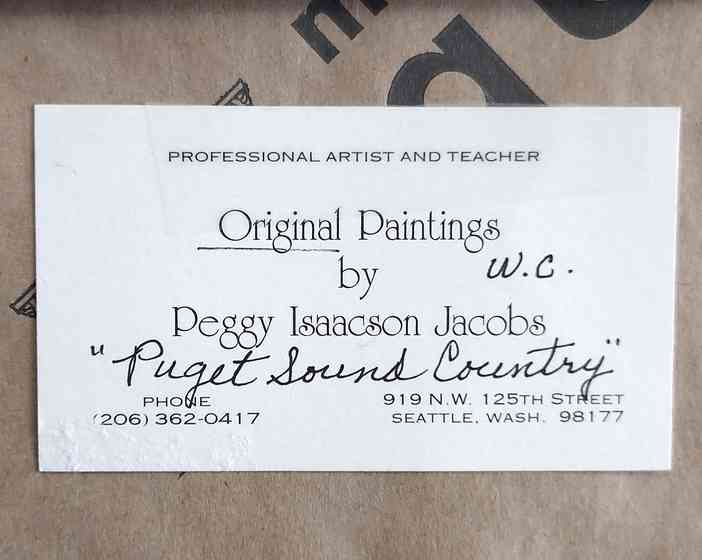 PROFESSIONAL ARTIST AND TEACHER
Original Paintings
by W.C.
Peggy Isaacson Jacobs
"Puget Sound Country"
PHONE
(206) 362-0417
919 N.W. 125TH STREET
SEATTLE, WASH. 98177